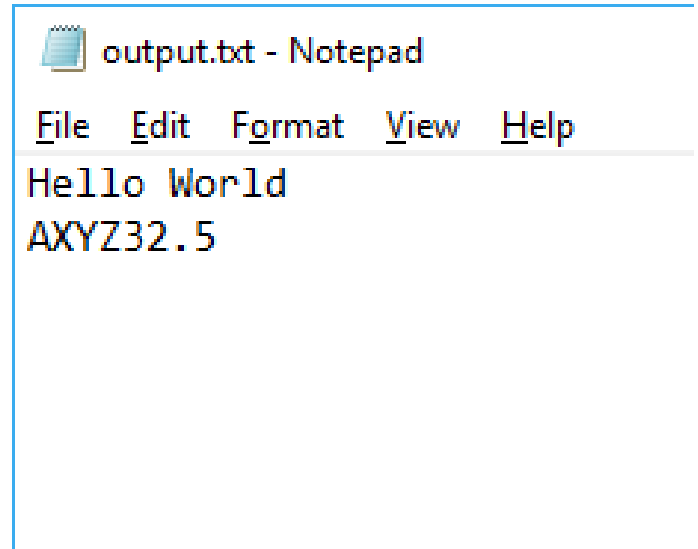 output.txt - Notepad
File Edit Format View Help
Hello World
AXYZ32.5